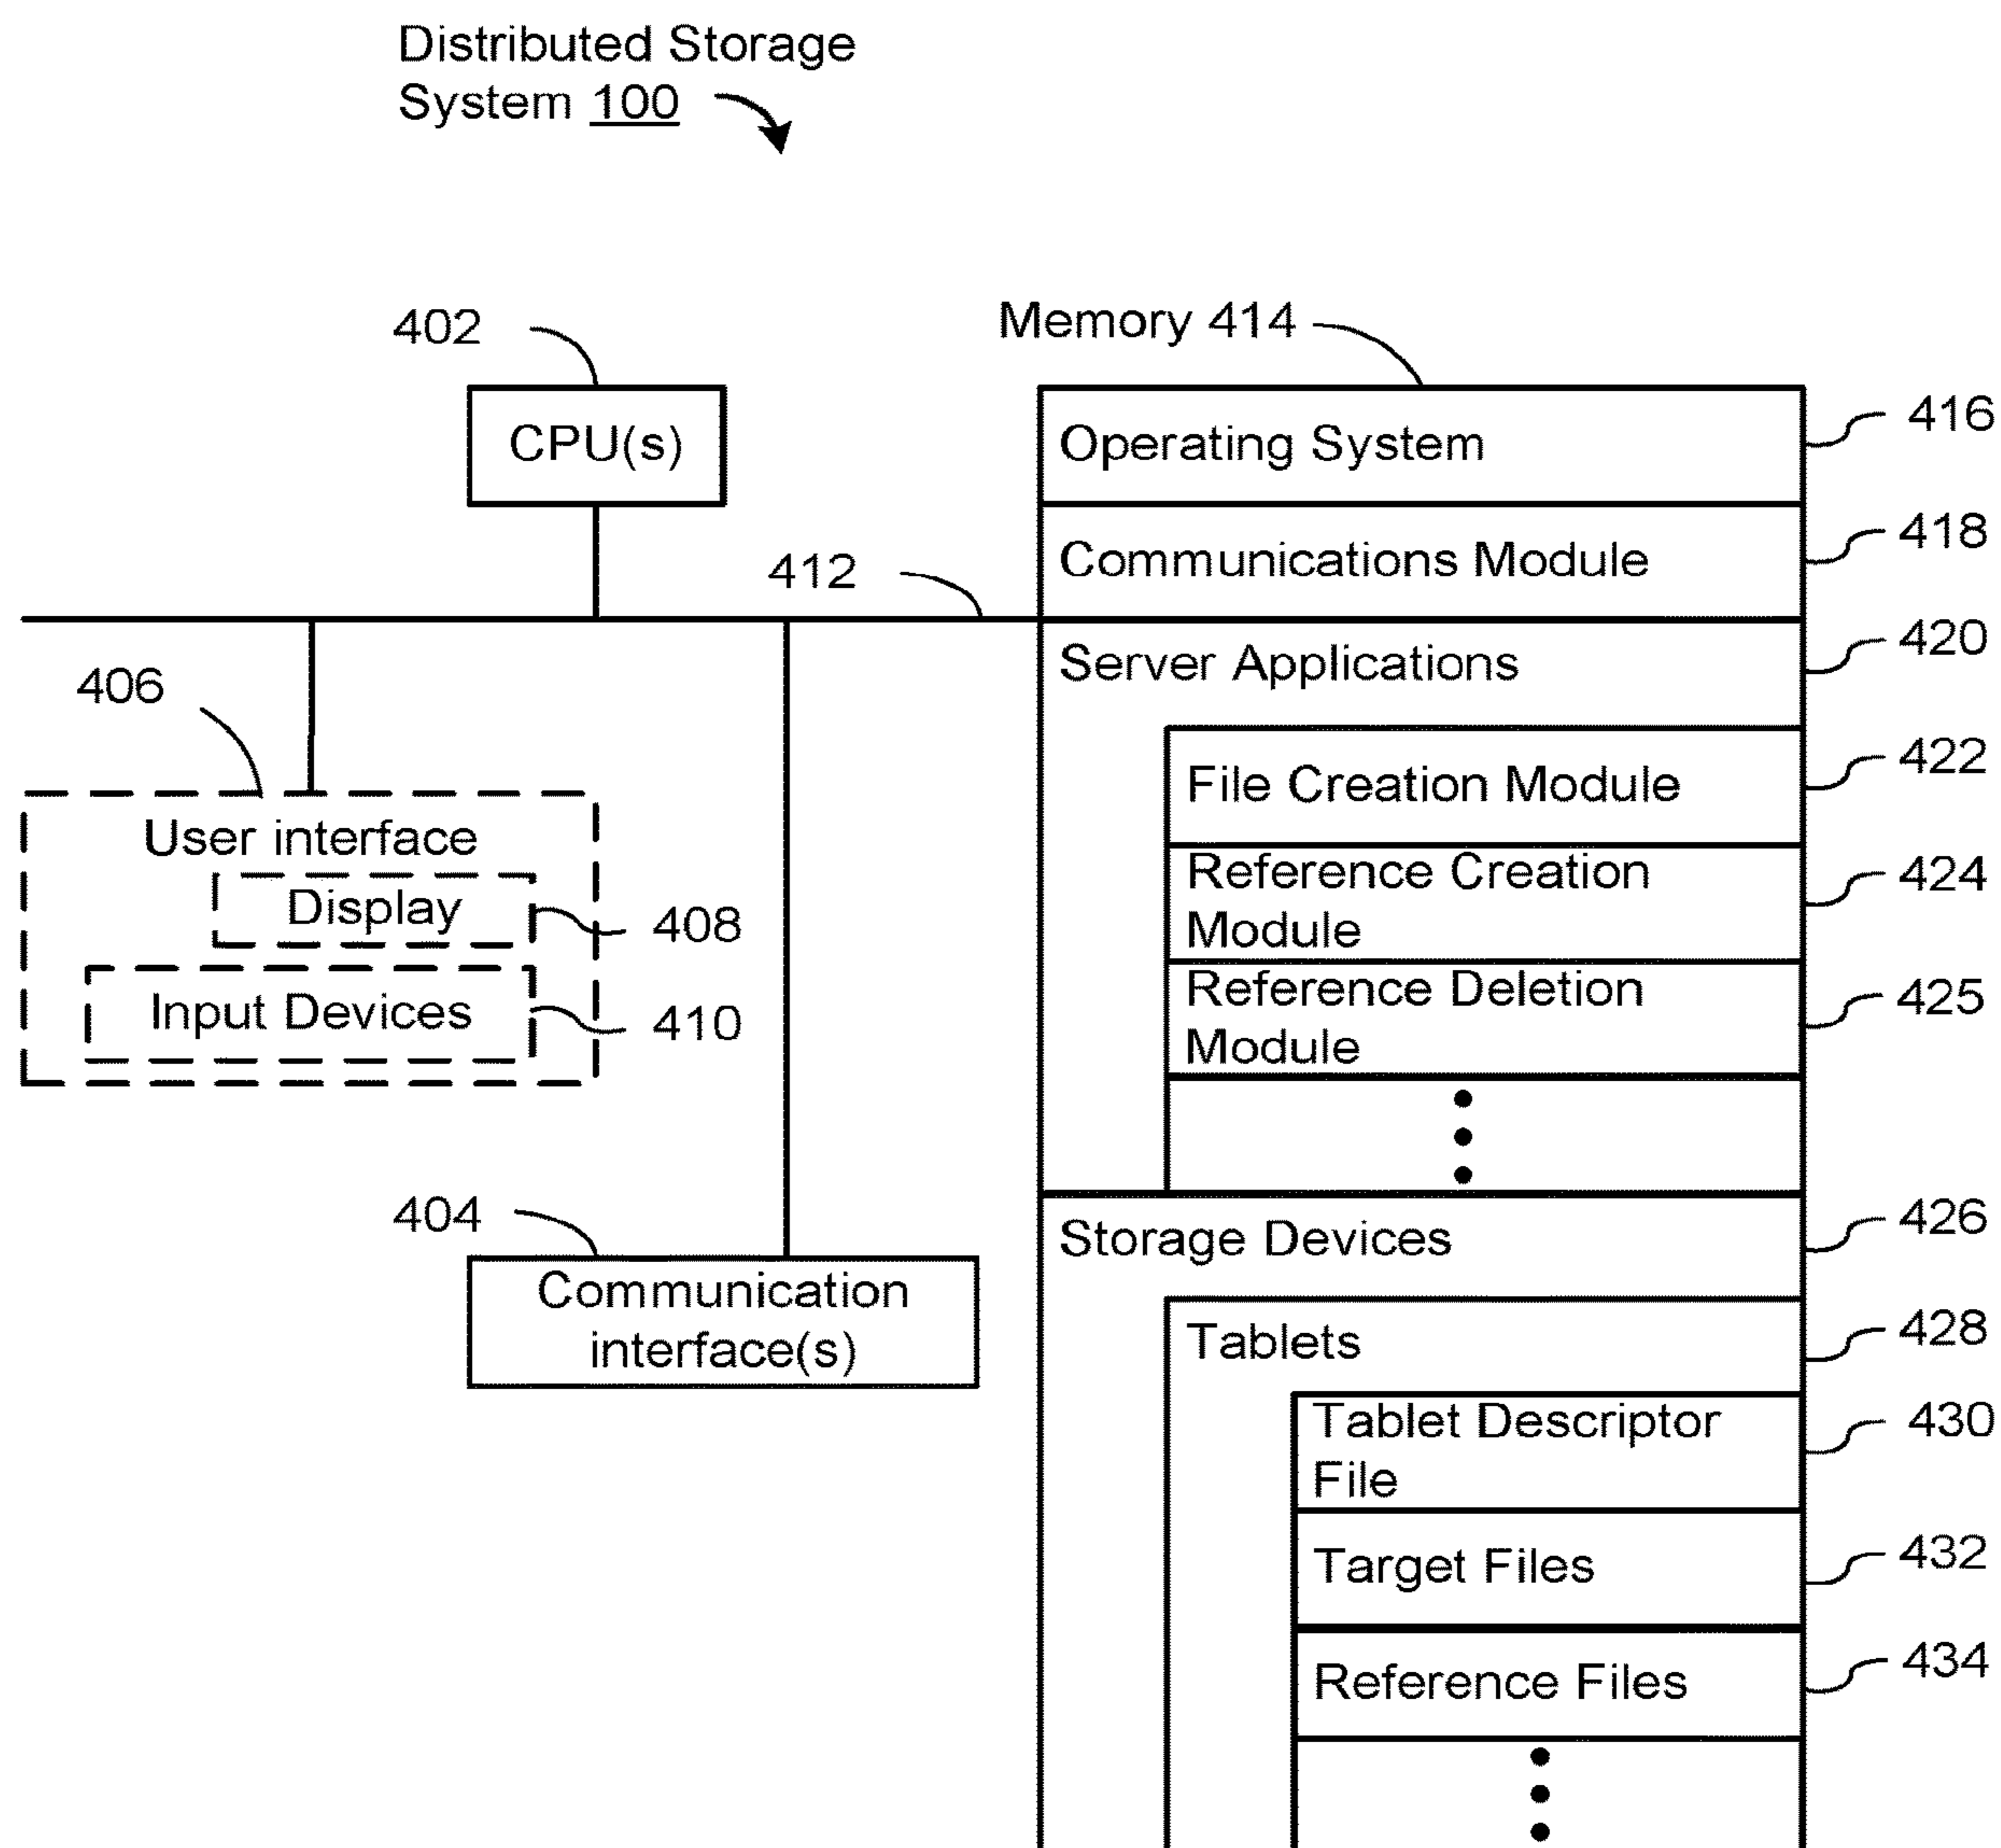 Distributed Storage
System 100
402
Memory 414
CPU(s)
Operating System
416
Communications Module
418
412
Server Applications
420
406
File Creation Module
422
User interface
Display
408
Reference Creation
Module
424
Input Devices
410
Reference Deletion
Module
425
404
Storage Devices
426
Communication
interface(s)
Tablets
428
Tablet Descriptor
File
430
Target Files
432
Reference Files
434